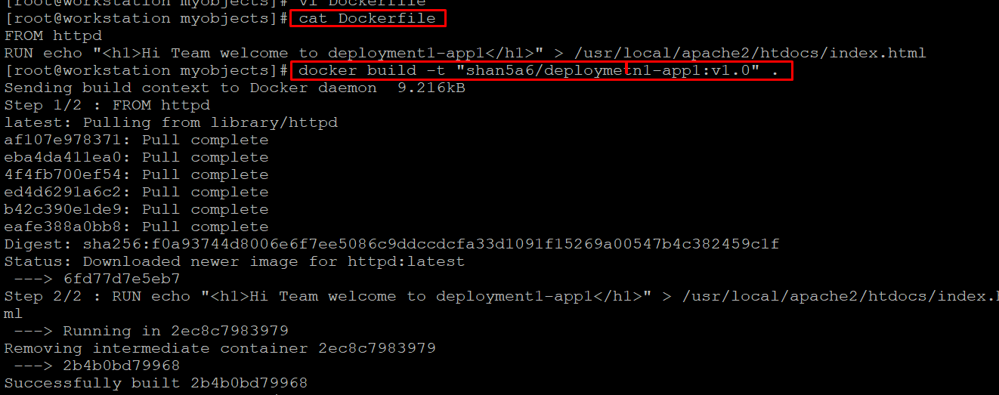 [root@workstation myobjects]# vi Dockerfile
[root@workstation myobjects]# cat Dockerfile
FROM httpd
RUN echo "<h1>Hi Team welcome to deployment1-app1</h1>" > /usr/local/apache2/htdocs/index.html
[root@workstation myobjects]# docker build -t "shan5a6/deploymetn1-app1:v1.0" .
Sending build context to Docker daemon  9.216kB
Step 1/2 : FROM httpd
latest: Pulling from library/httpd
af107e978371: Pull complete
eba4da411ea0: Pull complete
4f4fb700ef54: Pull complete
ed4d6291a6c2: Pull complete
b42c390e1de9: Pull complete
eafe388a0bb8: Pull complete
Digest: sha256:f0a93744d8006e6f7ee5086c9ddccdcfa33d1091f15269a00547b4c382459c1f
Status: Downloaded newer image for httpd:latest
 ---> 6fd77d7e5eb7
Step 2/2 : RUN echo "<h1>Hi Team welcome to deployment1-app1</h1>" > /usr/local/apache2/htdocs/index.ht
ml
 ---> Running in 2ec8c7983979
Removing intermediate container 2ec8c7983979
 ---> 2b4b0bd79968
Successfully built 2b4b0bd79968